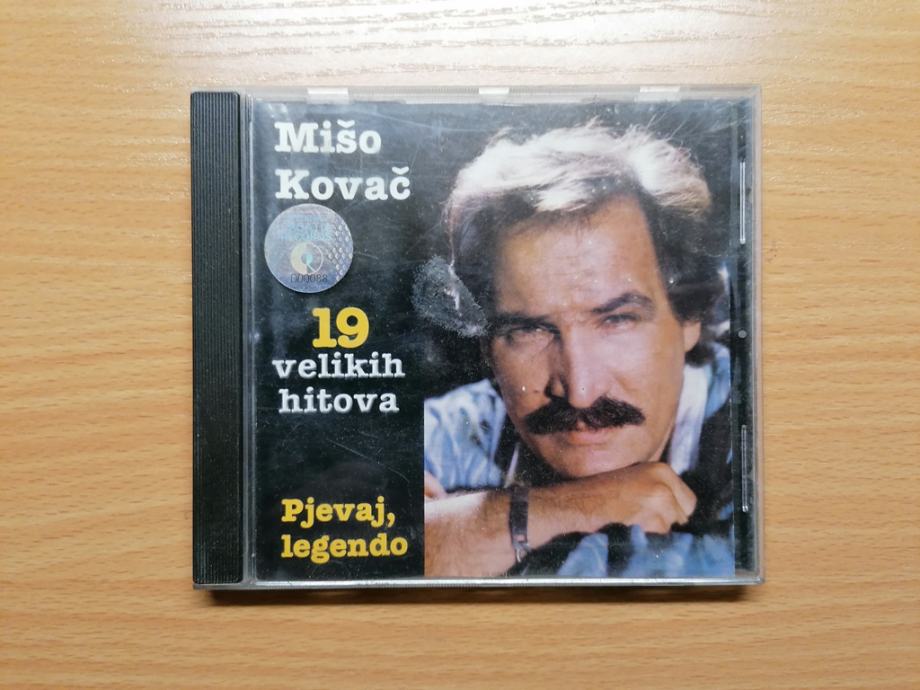 Mišo
Kovač
19
velikih
hitova
Pjevaj,
legendo